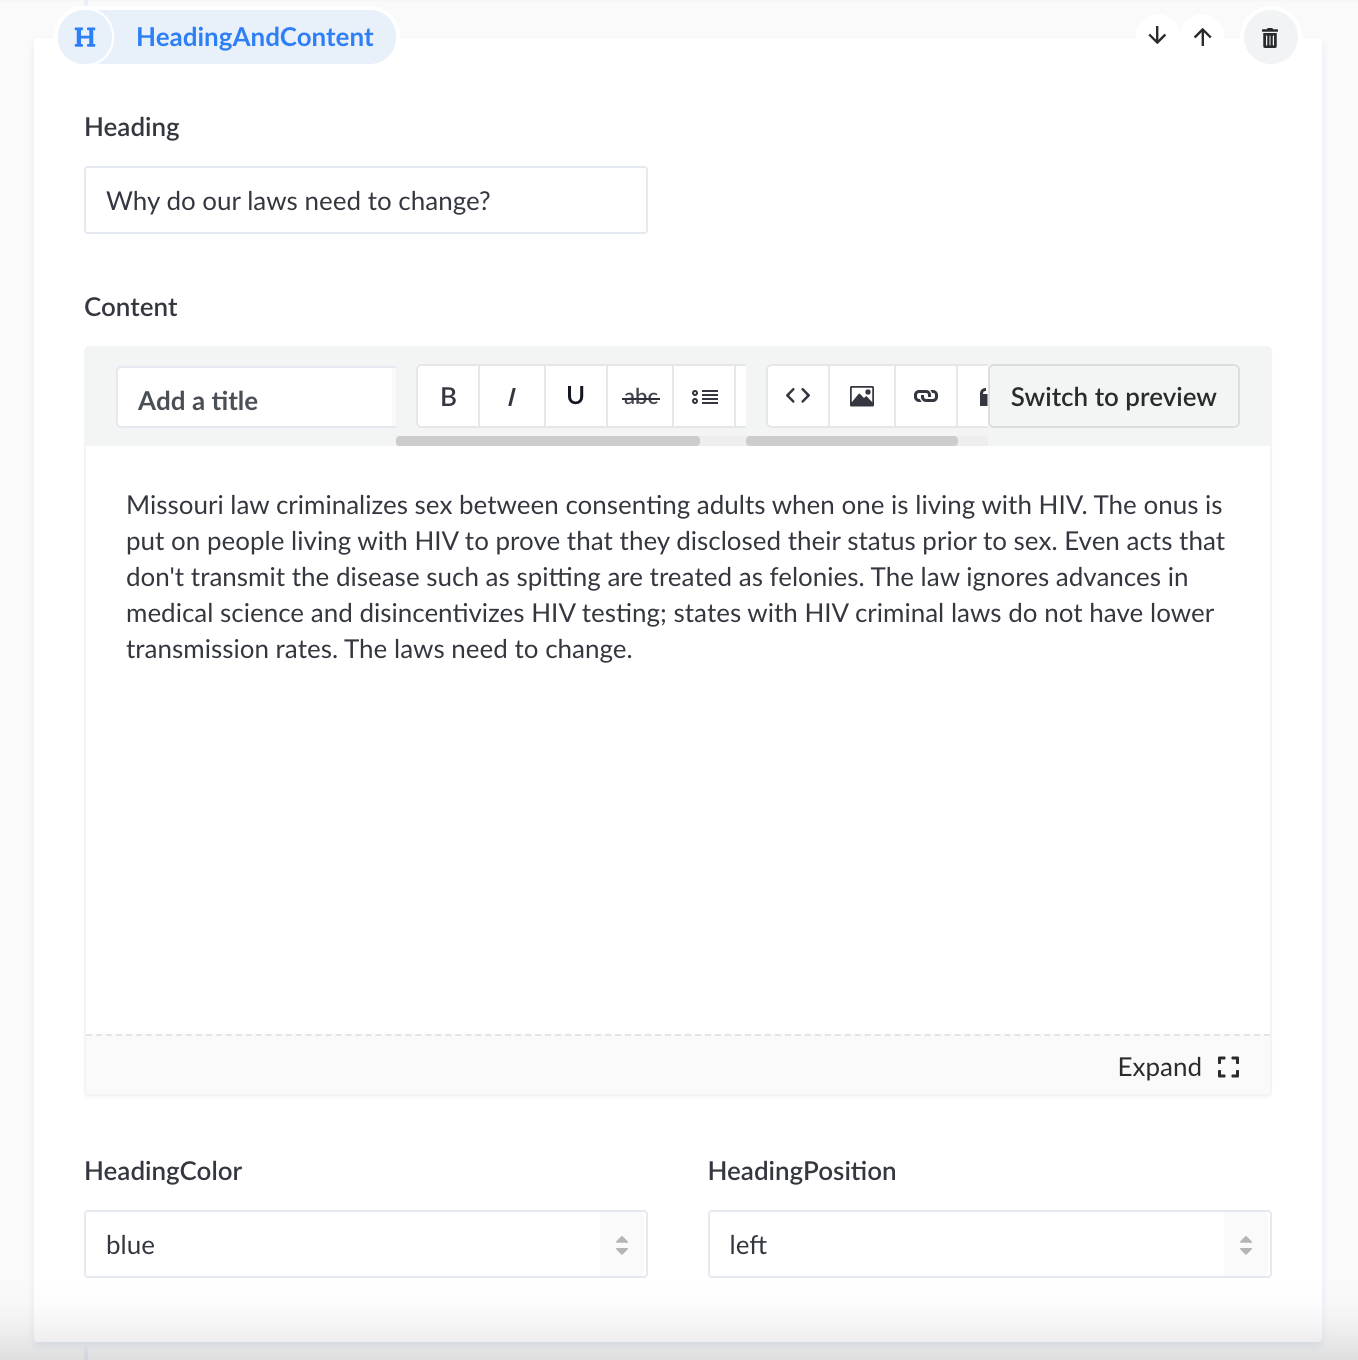 H HeadingAndContent
Heading
Why do our laws need to change?
Content
Add a title B I U abc Switch to preview
Missouri law criminalizes sex between consenting adults when one is living with HIV. The onus is
put on people living with HIV to prove that they disclosed their status prior to sex. Even acts that
don't transmit the disease such as spitting are treated as felonies. The law ignores advances in
medical science and disincentivizes HIV testing; states with HIV criminal laws do not have lower
transmission rates. The laws need to change.
Expand
HeadingColor HeadingPosition
blue left